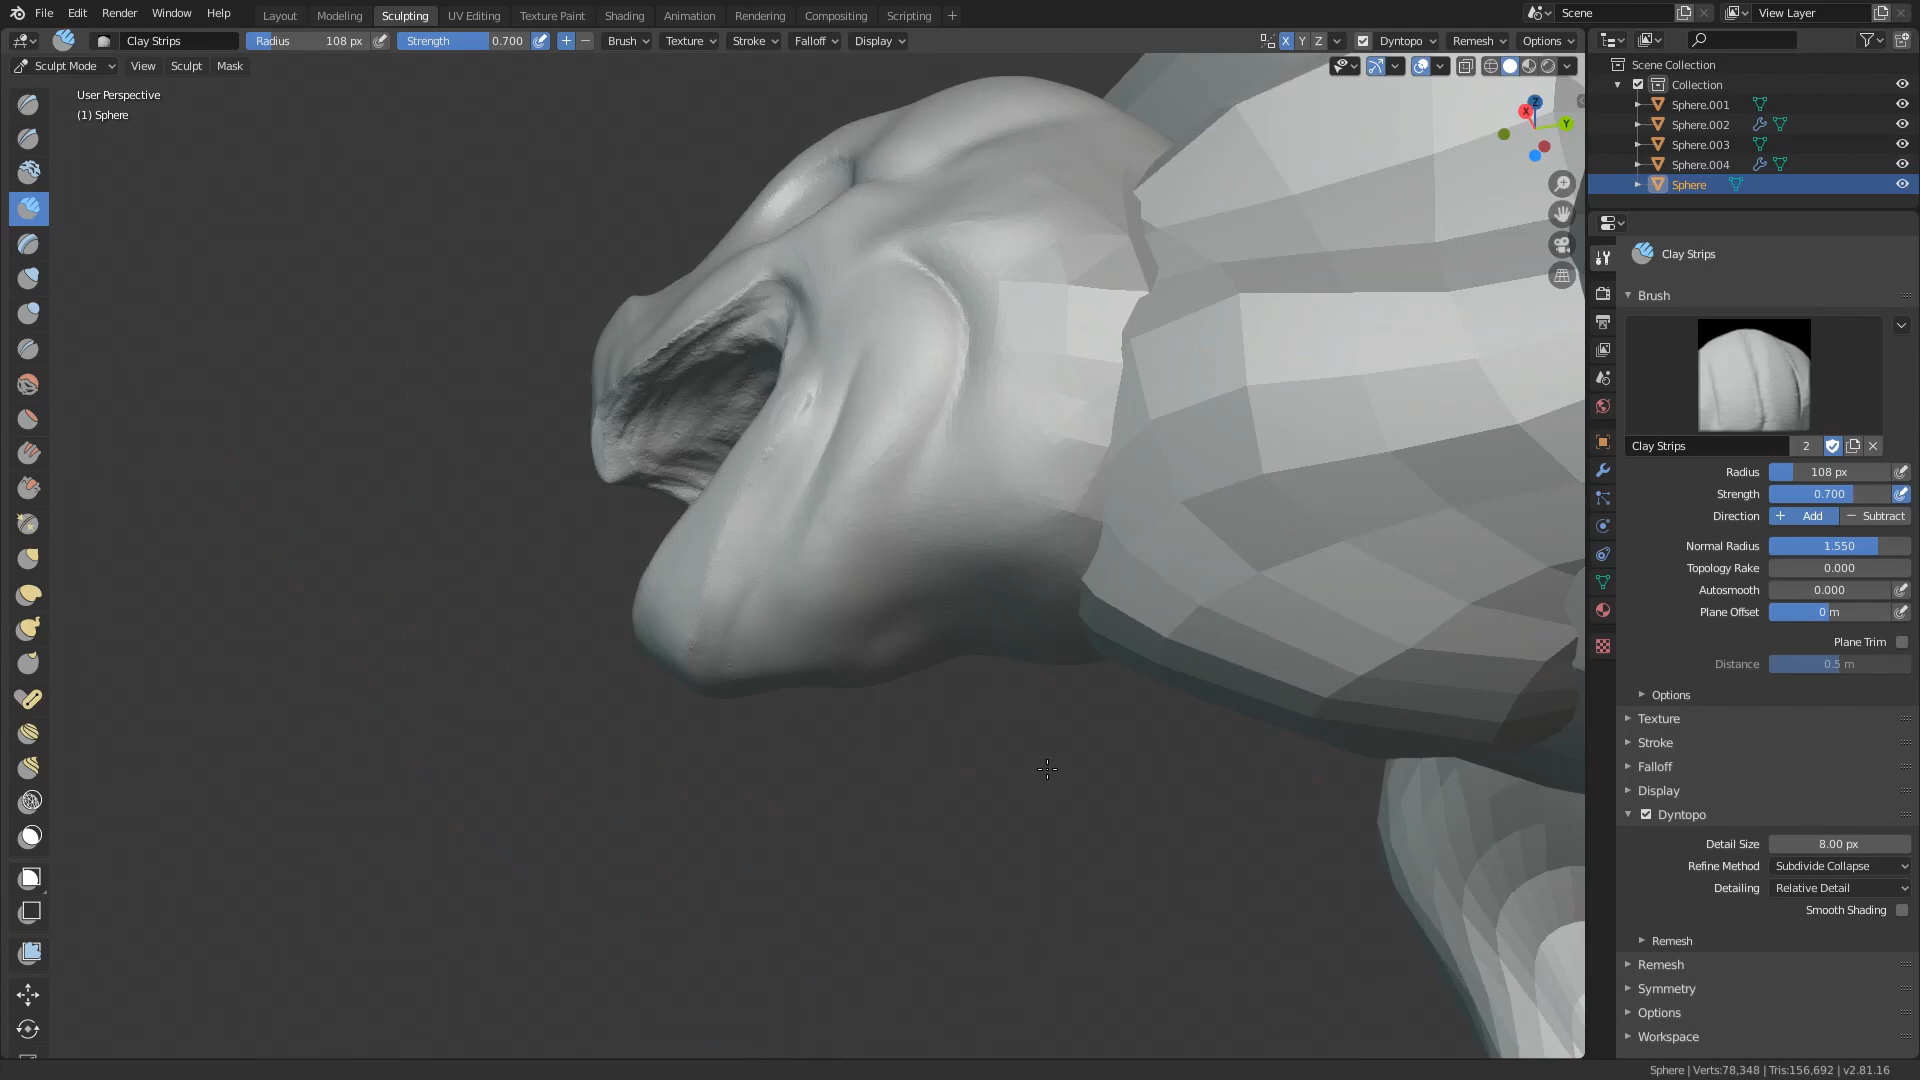 File Edit Render Window Help Layout Modeling Sculpting UV Editing Texture Paint Shading Animation Rendering Compositing Scripting + Scene View Layer
Clay Strips Radius 108 px Strength 0.700 + − Brush Texture Stroke Falloff Display X Y Z Dyntopo Remesh Options
Sculpt Mode View Sculpt Mask
User Perspective
(1) Sphere
Z
X
Y
Scene Collection
Collection
Sphere.001
Sphere.002
Sphere.003
Sphere.004
Sphere
Clay Strips
Brush
Clay Strips 2
Radius 108 px
Strength 0.700
Direction + Add − Subtract
Normal Radius 1.550
Topology Rake 0.000
Autosmooth 0.000
Plane Offset 0 m
Plane Trim
Distance 0.5 m
Options
Texture
Stroke
Falloff
Display
Dyntopo
Detail Size 8.00 px
Refine Method Subdivide Collapse
Detailing Relative Detail
Smooth Shading
Remesh
Remesh
Symmetry
Options
Workspace
Sphere | Verts:78,348 | Tris:156,692 | v2.81.16